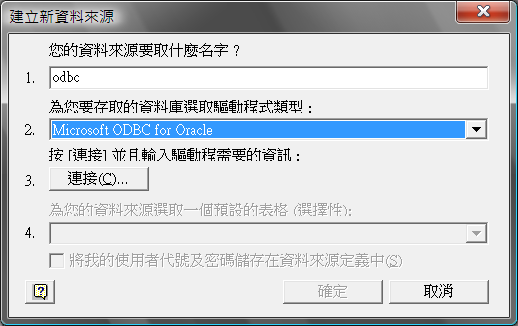 建立新資料來源
您的資料來源要取什麼名字？
1.
odbc
為您要存取的資料庫選取驅動程式類型：
2.
Microsoft ODBC for Oracle
按 [連接] 並且輸入驅動程需要的資訊：
3.
連接(C)...
為您的資料來源選取一個預設的表格 (選擇性):
4.
將我的使用者代號及密碼儲存在資料來源定義中(S)
?
確定
取消